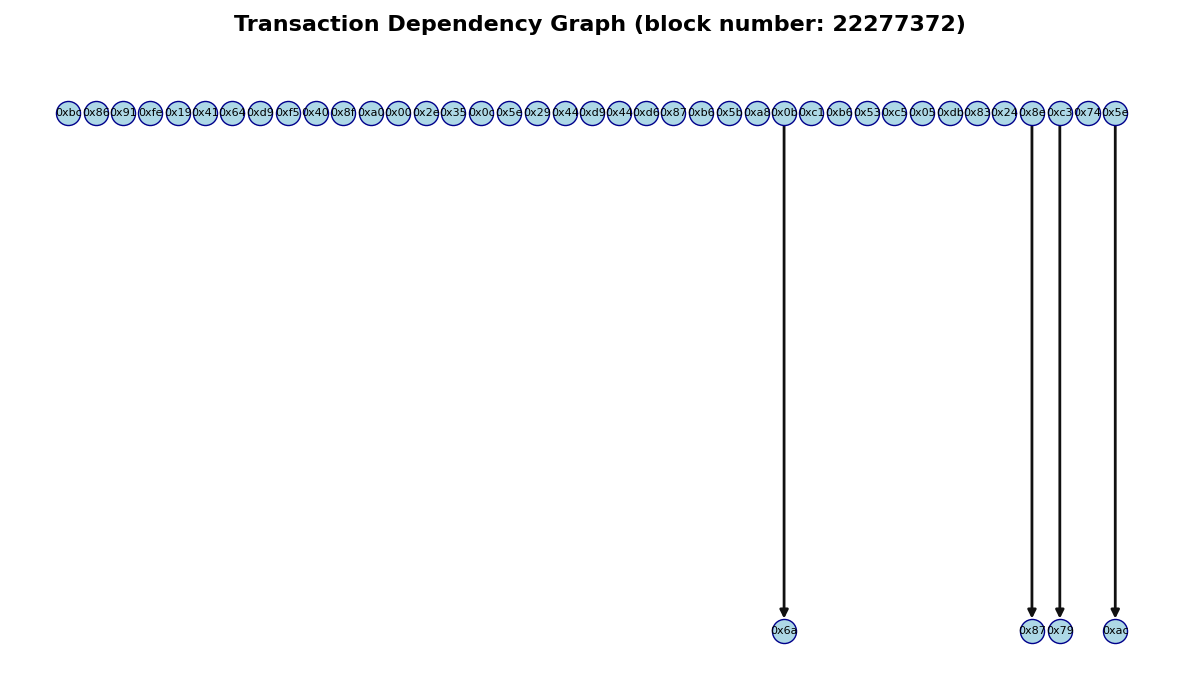 Transaction Dependency Graph (block number: 22277372)
0xbc 0x86 0x91 0xfe 0x19 0x41 0x64 0xd9 0xf5 0x40 0x8f 0xa0 0x00 0x2e 0x35 0x0c 0x5e 0x29 0x44 0xd9 0x44 0xd6 0x87 0xb6 0x5b 0xa8 0x0b 0xc1 0xb6 0x53 0xc5 0x05 0xdb 0x83 0x24 0x8e 0xc3 0x74 0x5e
0x6a 0x87 0x79 0xac